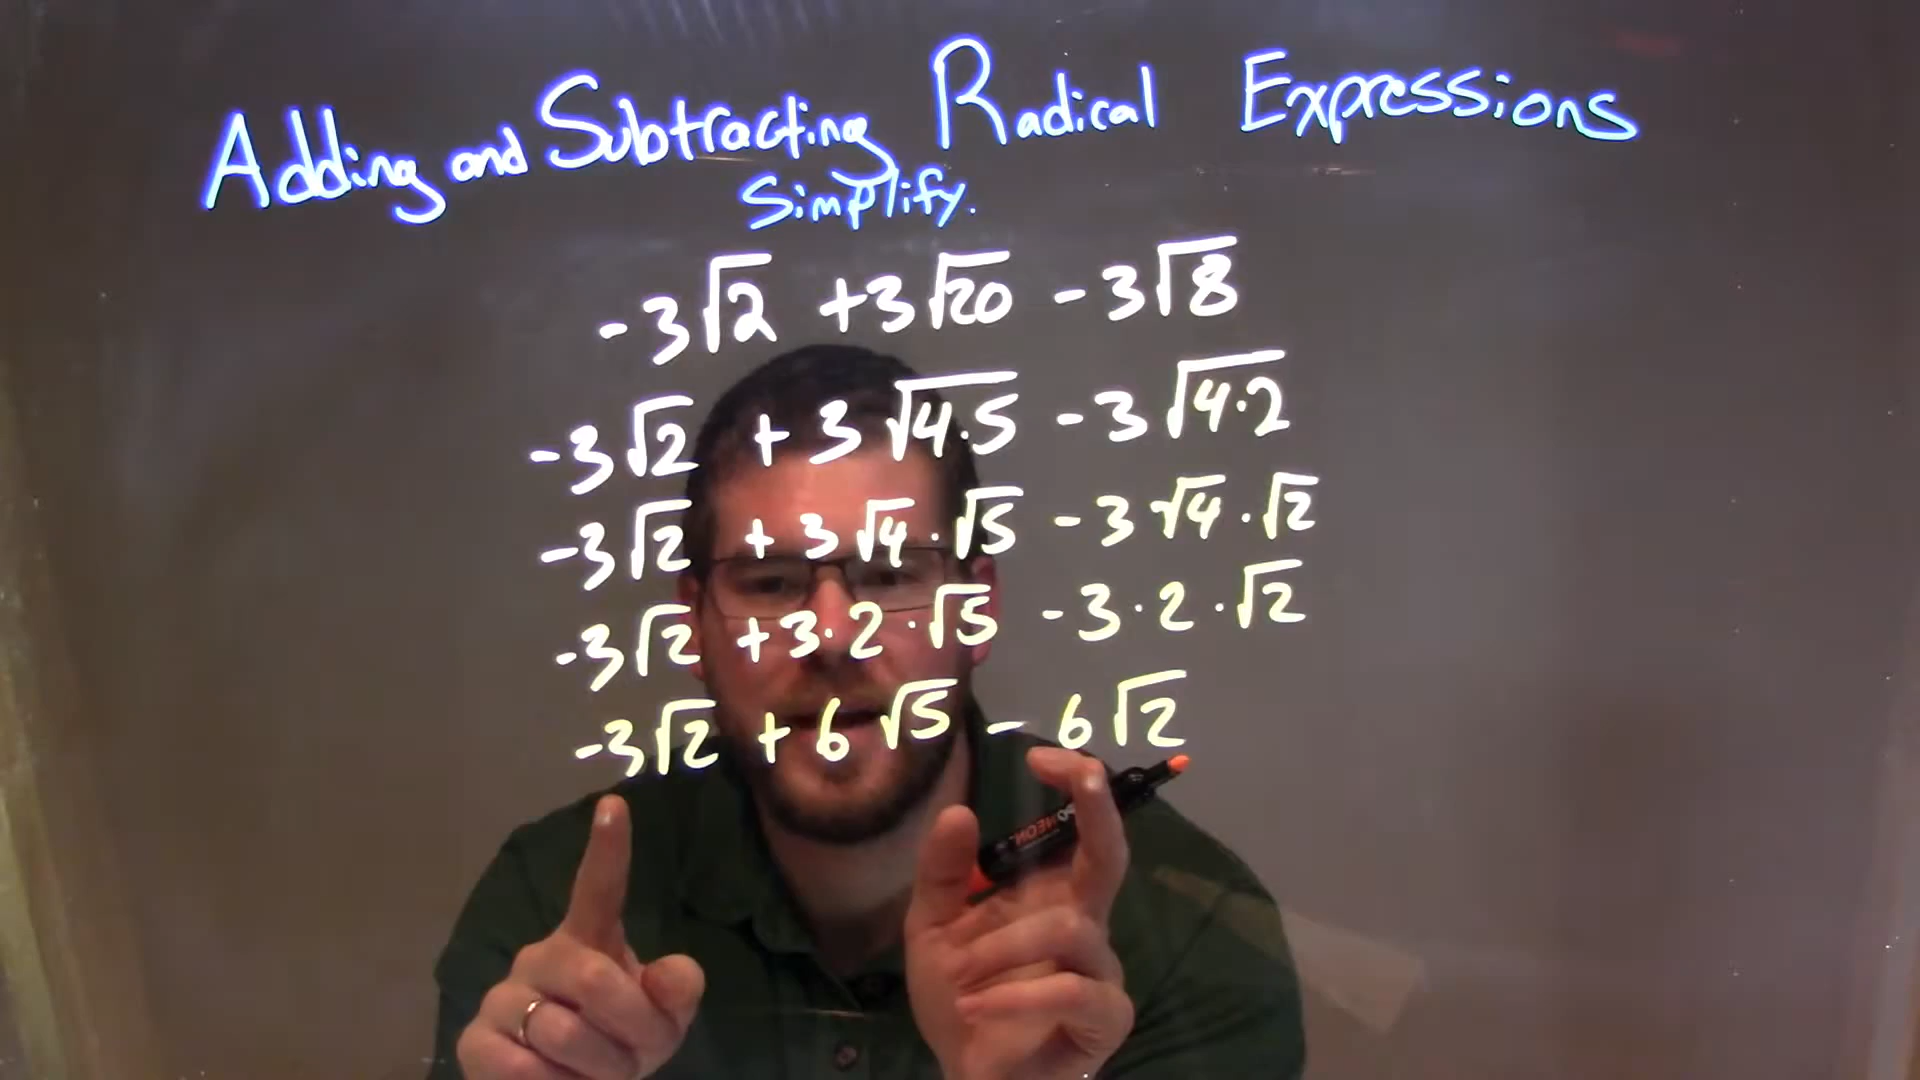 Adding and Subtracting Radical Expressions
Simplify.
-3√2 +3√20 -3√8
-3√2 + 3√4·5 -3√4·2
-3√2 + 3√4·√5 -3√4·√2
-3√2 +3·2·√5 -3·2·√2
-3√2 + 6√5 - 6√2
NEON